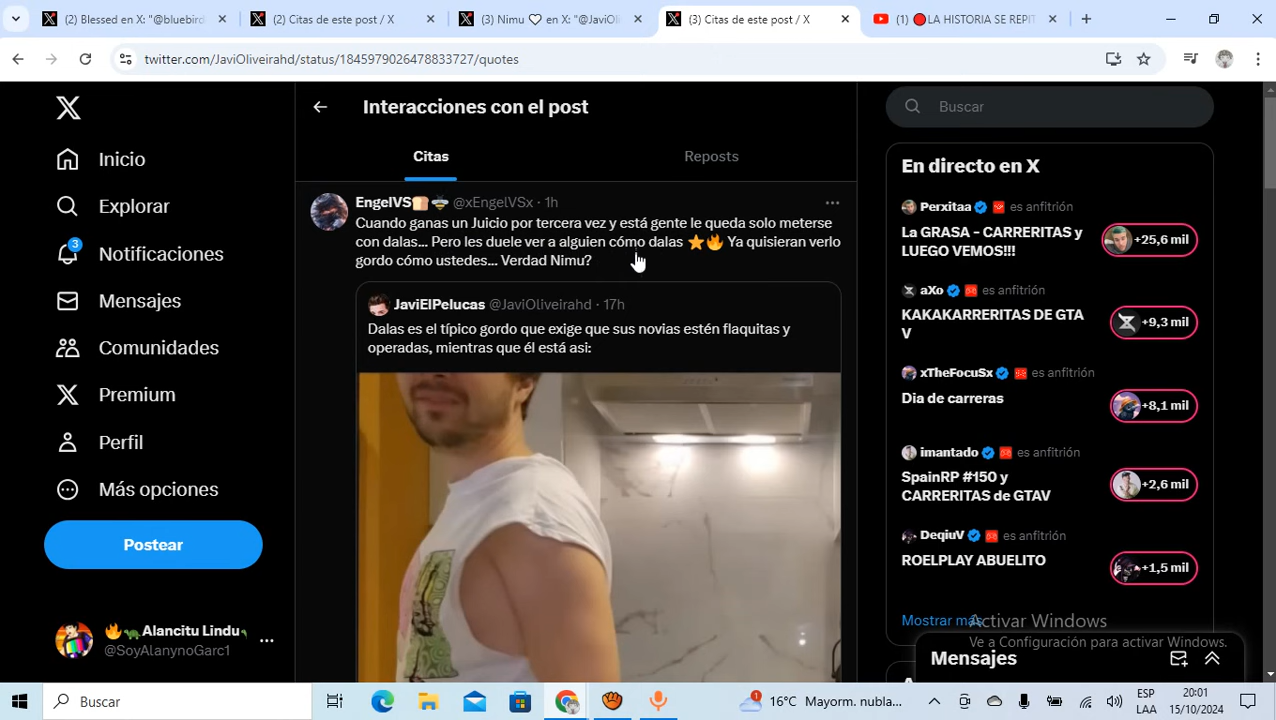 (2) Blessed en X: "@bluebird
(2) Citas de este post / X
(3) Nimu 🤍 en X: "@JaviOl
(3) Citas de este post / X
(1) 🔴LA HISTORIA SE REPIT
twitter.com/JaviOliveirahd/status/1845979026478833727/quotes
Interacciones con el post
Citas
Reposts
Inicio
Explorar
3
Notificaciones
Mensajes
Comunidades
Premium
Perfil
Más opciones
Postear
🔥🦎Alancitu Lindu
@SoyAlanynoGarc1
EngelVS🍞🐝 @xEngelVSx · 1h
Cuando ganas un Juicio por tercera vez y está gente le queda solo meterse
con dalas... Pero les duele ver a alguien cómo dalas ⭐🔥 Ya quisieran verlo
gordo cómo ustedes... Verdad Nimu?
JaviElPelucas @JaviOliveirahd · 17h
Dalas es el típico gordo que exige que sus novias estén flaquitas y
operadas, mientras que él está asi:
Buscar
En directo en X
Perxitaa es anfitrión
La GRASA - CARRERITAS y
LUEGO VEMOS!!!
+25,6 mil
aXo es anfitrión
KAKAKARRERITAS DE GTA
V
+9,3 mil
xTheFocuSx es anfitrión
Dia de carreras
+8,1 mil
imantado es anfitrión
SpainRP #150 y
CARRERITAS de GTAV
+2,6 mil
DeqiuV es anfitrión
ROELPLAY ABUELITO
+1,5 mil
Mostrar más
Activar Windows
Ve a Configuración para activar Windows.
Mensajes
Buscar
1
16°C Mayorm. nubla...
ESP
LAA
20:01
15/10/2024